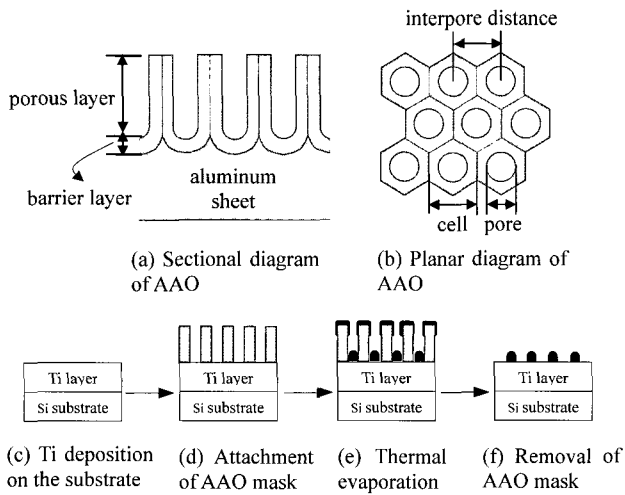 interpore distance
porous layer
barrier layer
aluminum
sheet
cell
pore
(a) Sectional diagram
of AAO
(b) Planar diagram of
AAO
Ti layer
Si substrate
Ti layer
Si substrate
Ti layer
Si substrate
Ti layer
Si substrate
(c) Ti deposition
on the substrate
(d) Attachment
of AAO mask
(e) Thermal
evaporation
(f) Removal of
AAO mask